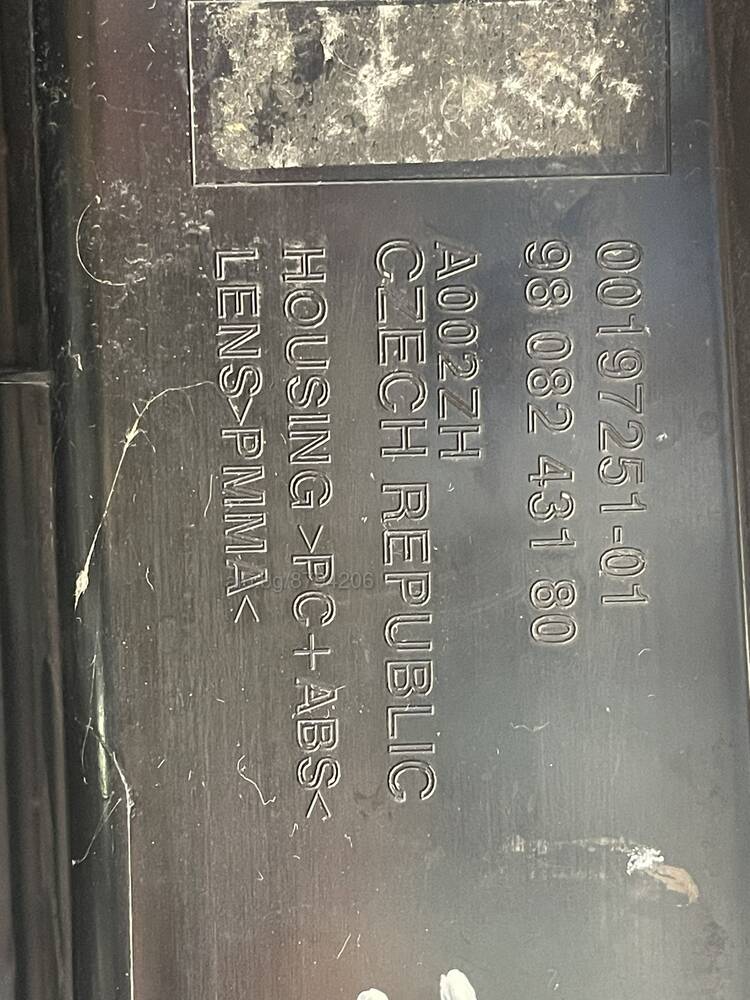 00197251-01
98 082 431 80
A002ZH
CZECH REPUBLIC
HOUSING >PC+ABS<
LENS>PMMA<